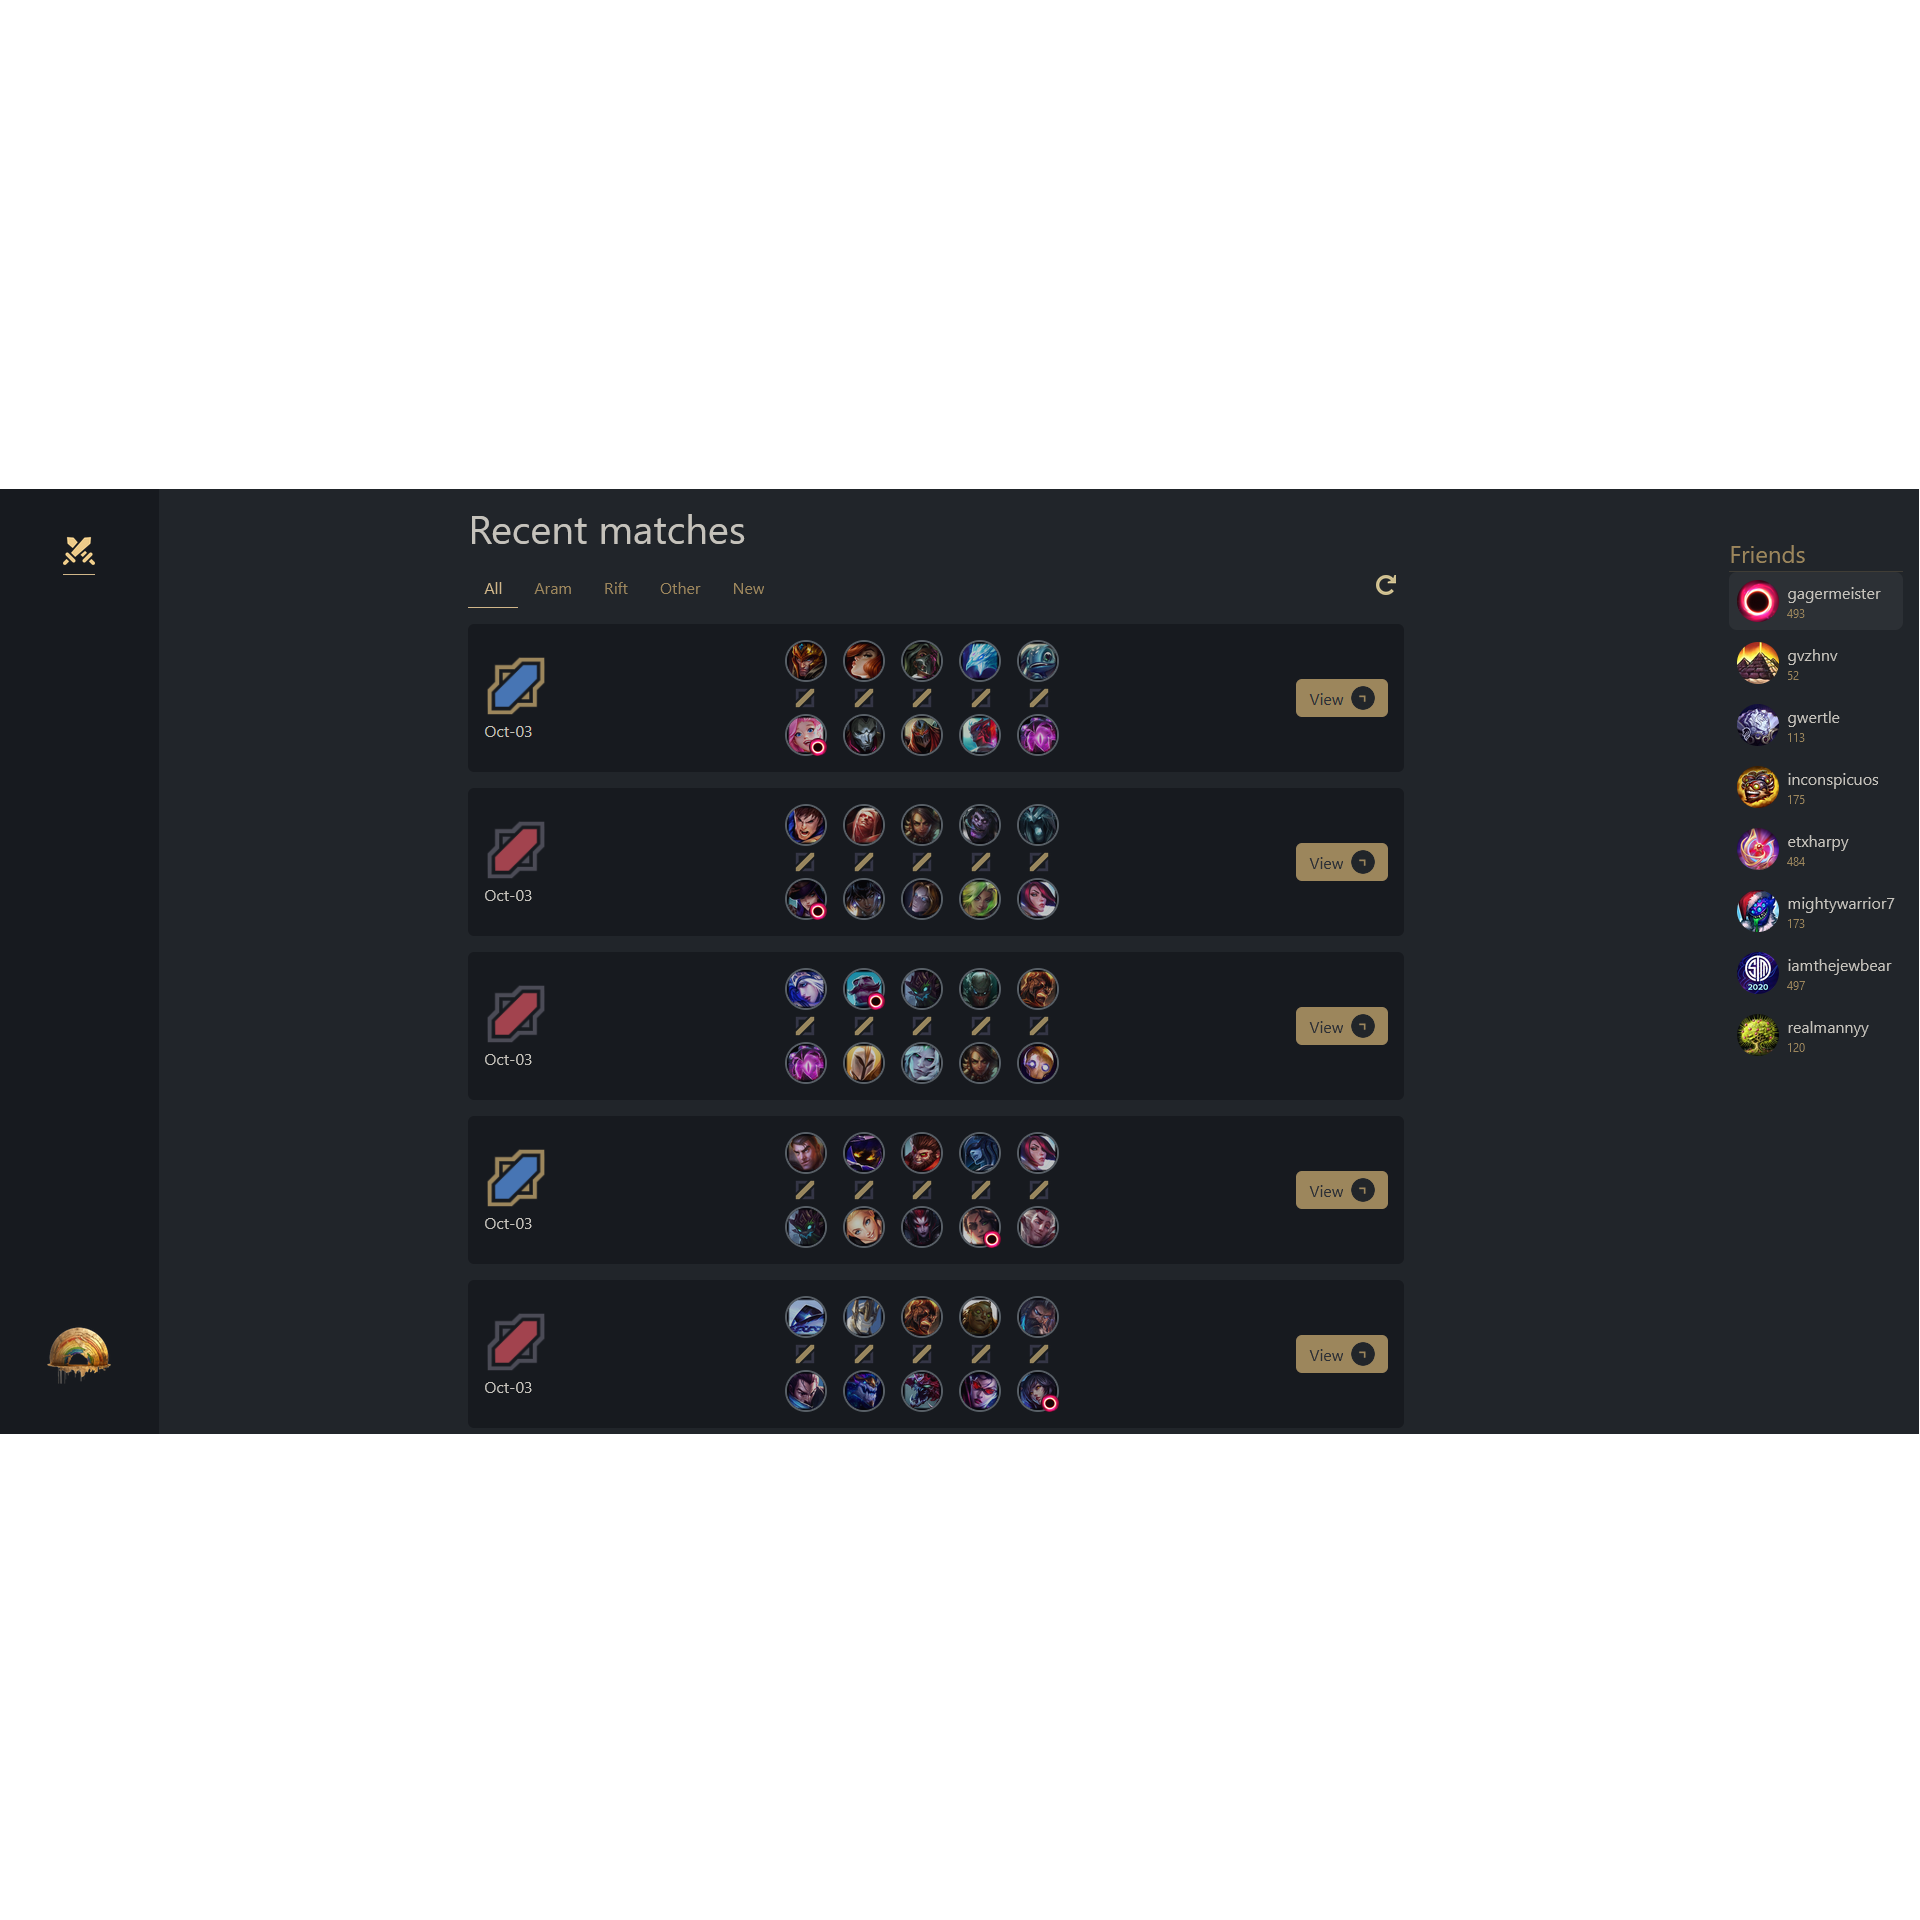 Recent matches
All Aram Rift Other New
Oct-03
View
Oct-03
View
Oct-03
View
Oct-03
View
Oct-03
View
Friends
gagermeister
493
gvzhnv
52
gwertle
113
inconspicuos
175
etxharpy
484
mightywarrior7
173
iamthejewbear
497
2020
realmannyy
120